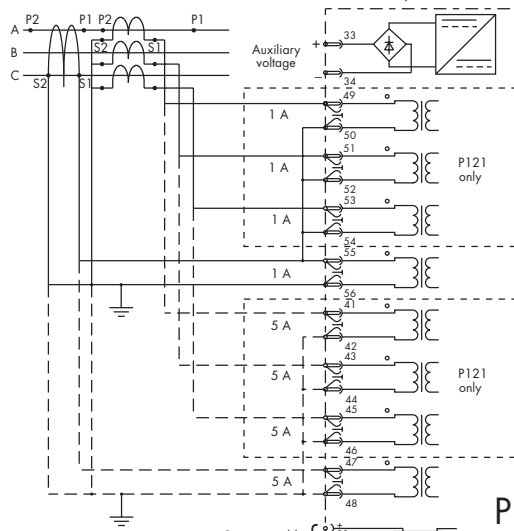 P2 P1 P2 P1
A
B
C
S2 S1
S2 S1
Auxiliary
voltage
+ 33
− 34
49
1 A
50
51
1 A
52
P121
only
53
1 A
54
55
1 A
56
41
5 A
42
43
5 A
44
P121
only
45
5 A
46
47
5 A
48
P